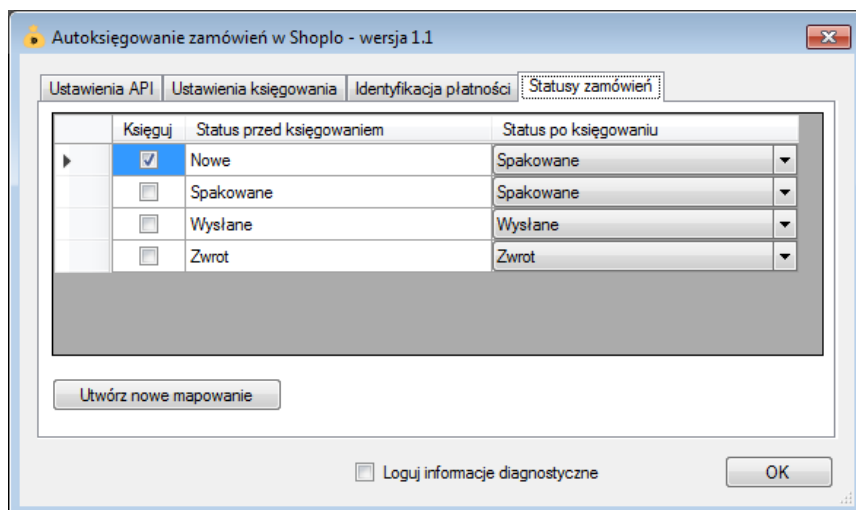 Autoksięgowanie zamówień w Shoplo - wersja 1.1
Ustawienia API Ustawienia księgowania Identyfikacja płatności Statusy zamówień
Księguj Status przed księgowaniem Status po księgowaniu
Nowe Spakowane
Spakowane Spakowane
Wysłane Wysłane
Zwrot Zwrot
Utwórz nowe mapowanie
Loguj informacje diagnostyczne OK